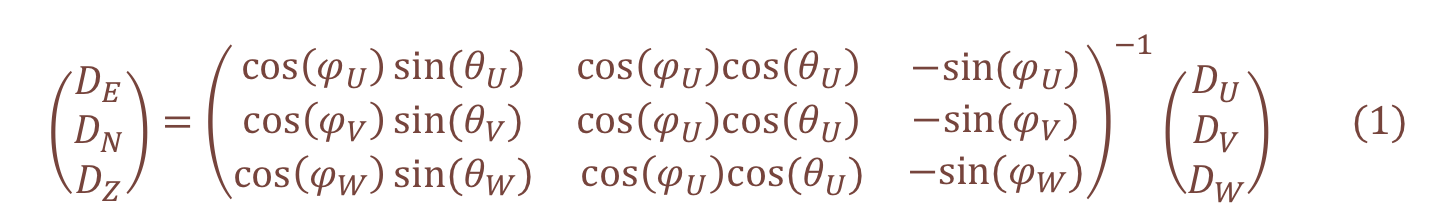 (D_E D_N D_Z) = (cos(φ_U) sin(θ_U) cos(φ_U)cos(θ_U) −sin(φ_U)
cos(φ_V) sin(θ_V) cos(φ_U)cos(θ_U) −sin(φ_V)
cos(φ_W) sin(θ_W) cos(φ_U)cos(θ_U) −sin(φ_W))^−1 (D_U D_V D_W) (1)